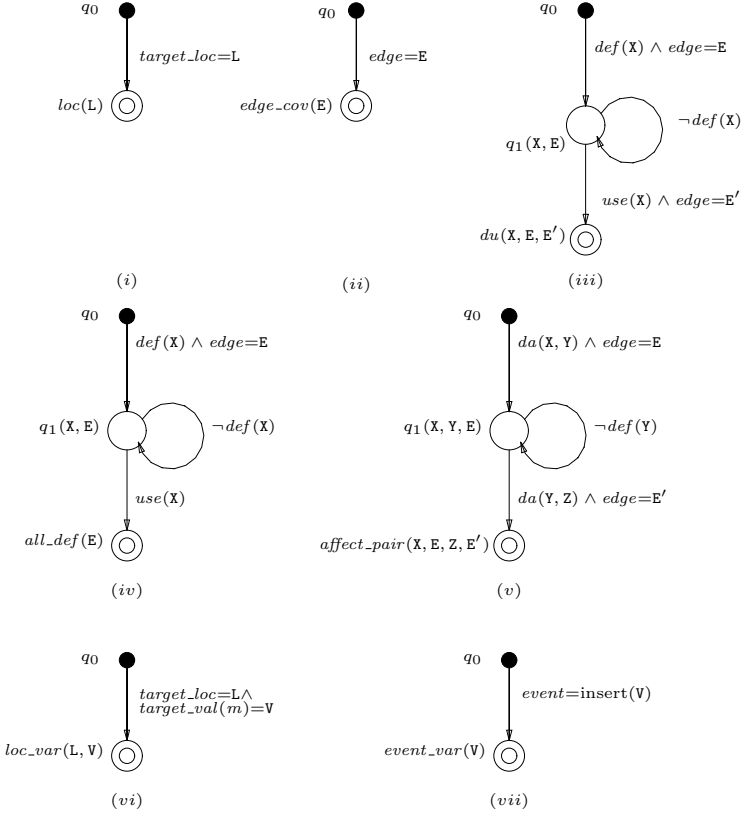 q₀
target_loc=L
loc(L)
(i)
q₀
edge=E
edge_cov(E)
(ii)
q₀
def(X) ∧ edge=E
q₁(X, E)
¬def(X)
use(X) ∧ edge=E′
du(X, E, E′)
(iii)
q₀
def(X) ∧ edge=E
q₁(X, E)
¬def(X)
use(X)
all_def(E)
(iv)
q₀
da(X, Y) ∧ edge=E
q₁(X, Y, E)
¬def(Y)
da(Y, Z) ∧ edge=E′
affect_pair(X, E, Z, E′)
(v)
q₀
target_loc=L∧
target_val(m)=V
loc_var(L, V)
(vi)
q₀
event=insert(V)
event_var(V)
(vii)